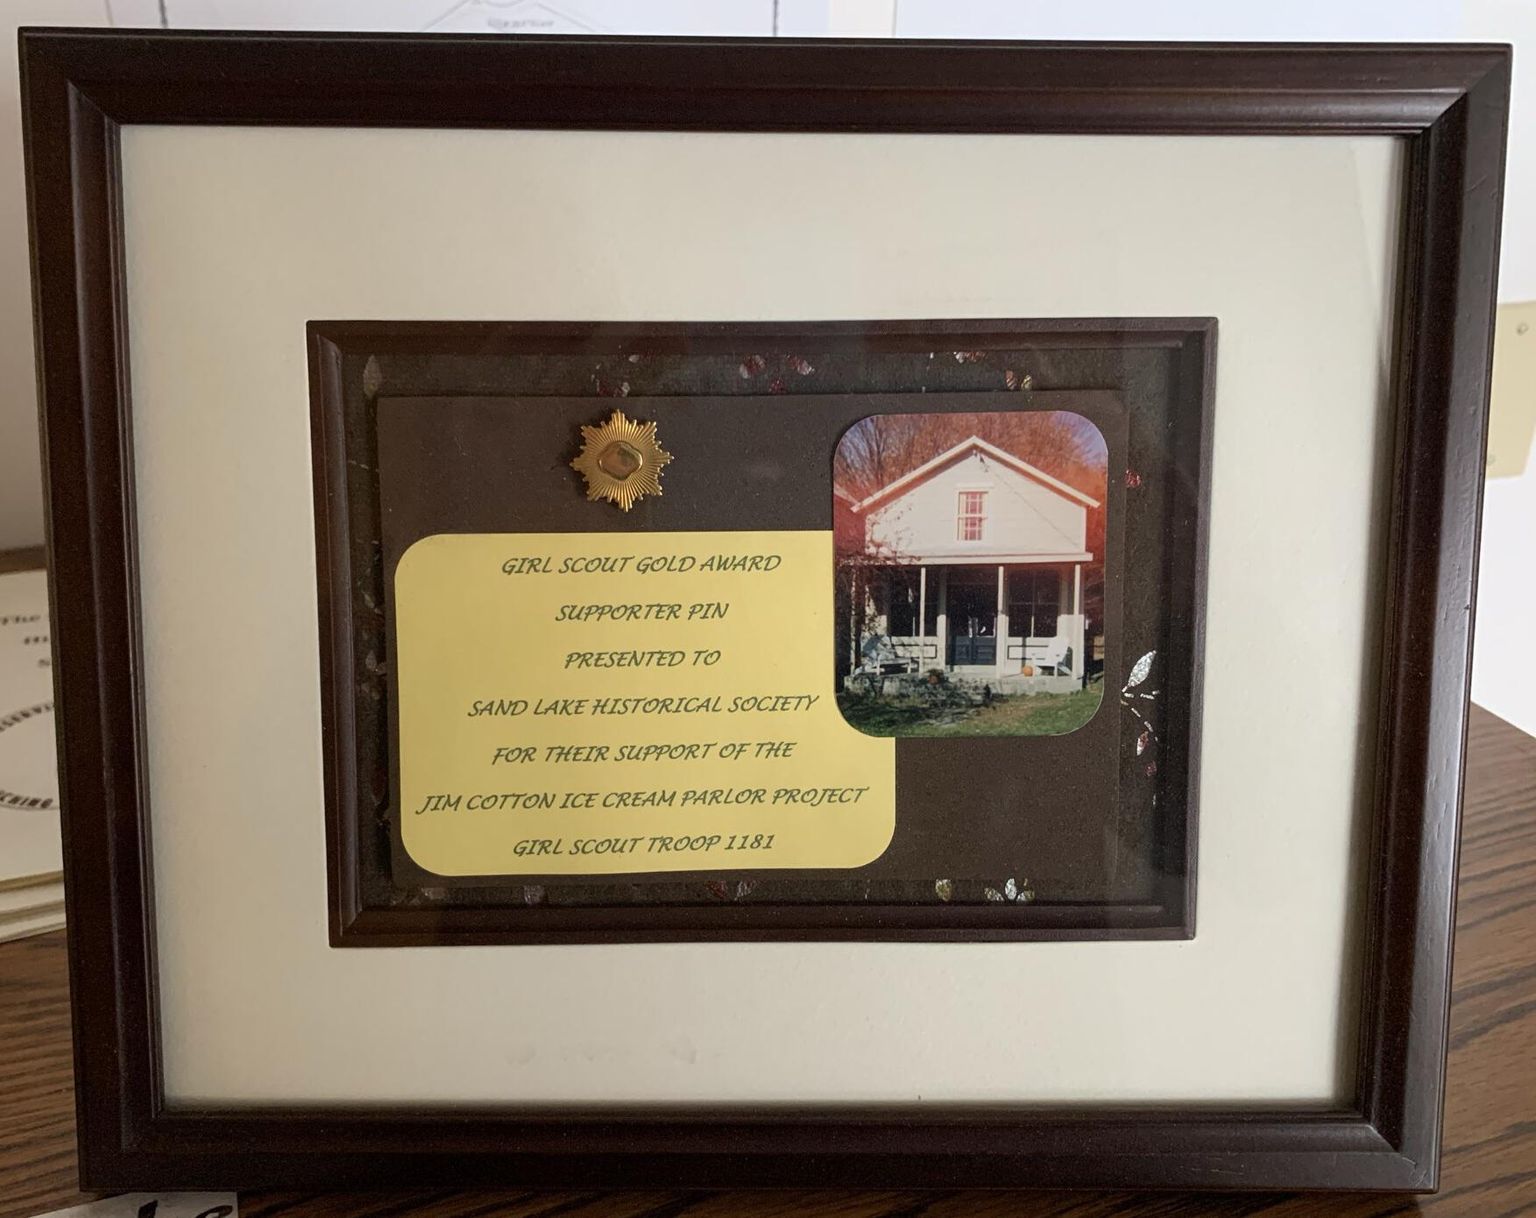 GIRL SCOUT GOLD AWARD
SUPPORTER PIN
PRESENTED TO
SAND LAKE HISTORICAL SOCIETY
FOR THEIR SUPPORT OF THE
JIM COTTON ICE CREAM PARLOR PROJECT
GIRL SCOUT TROOP 1181